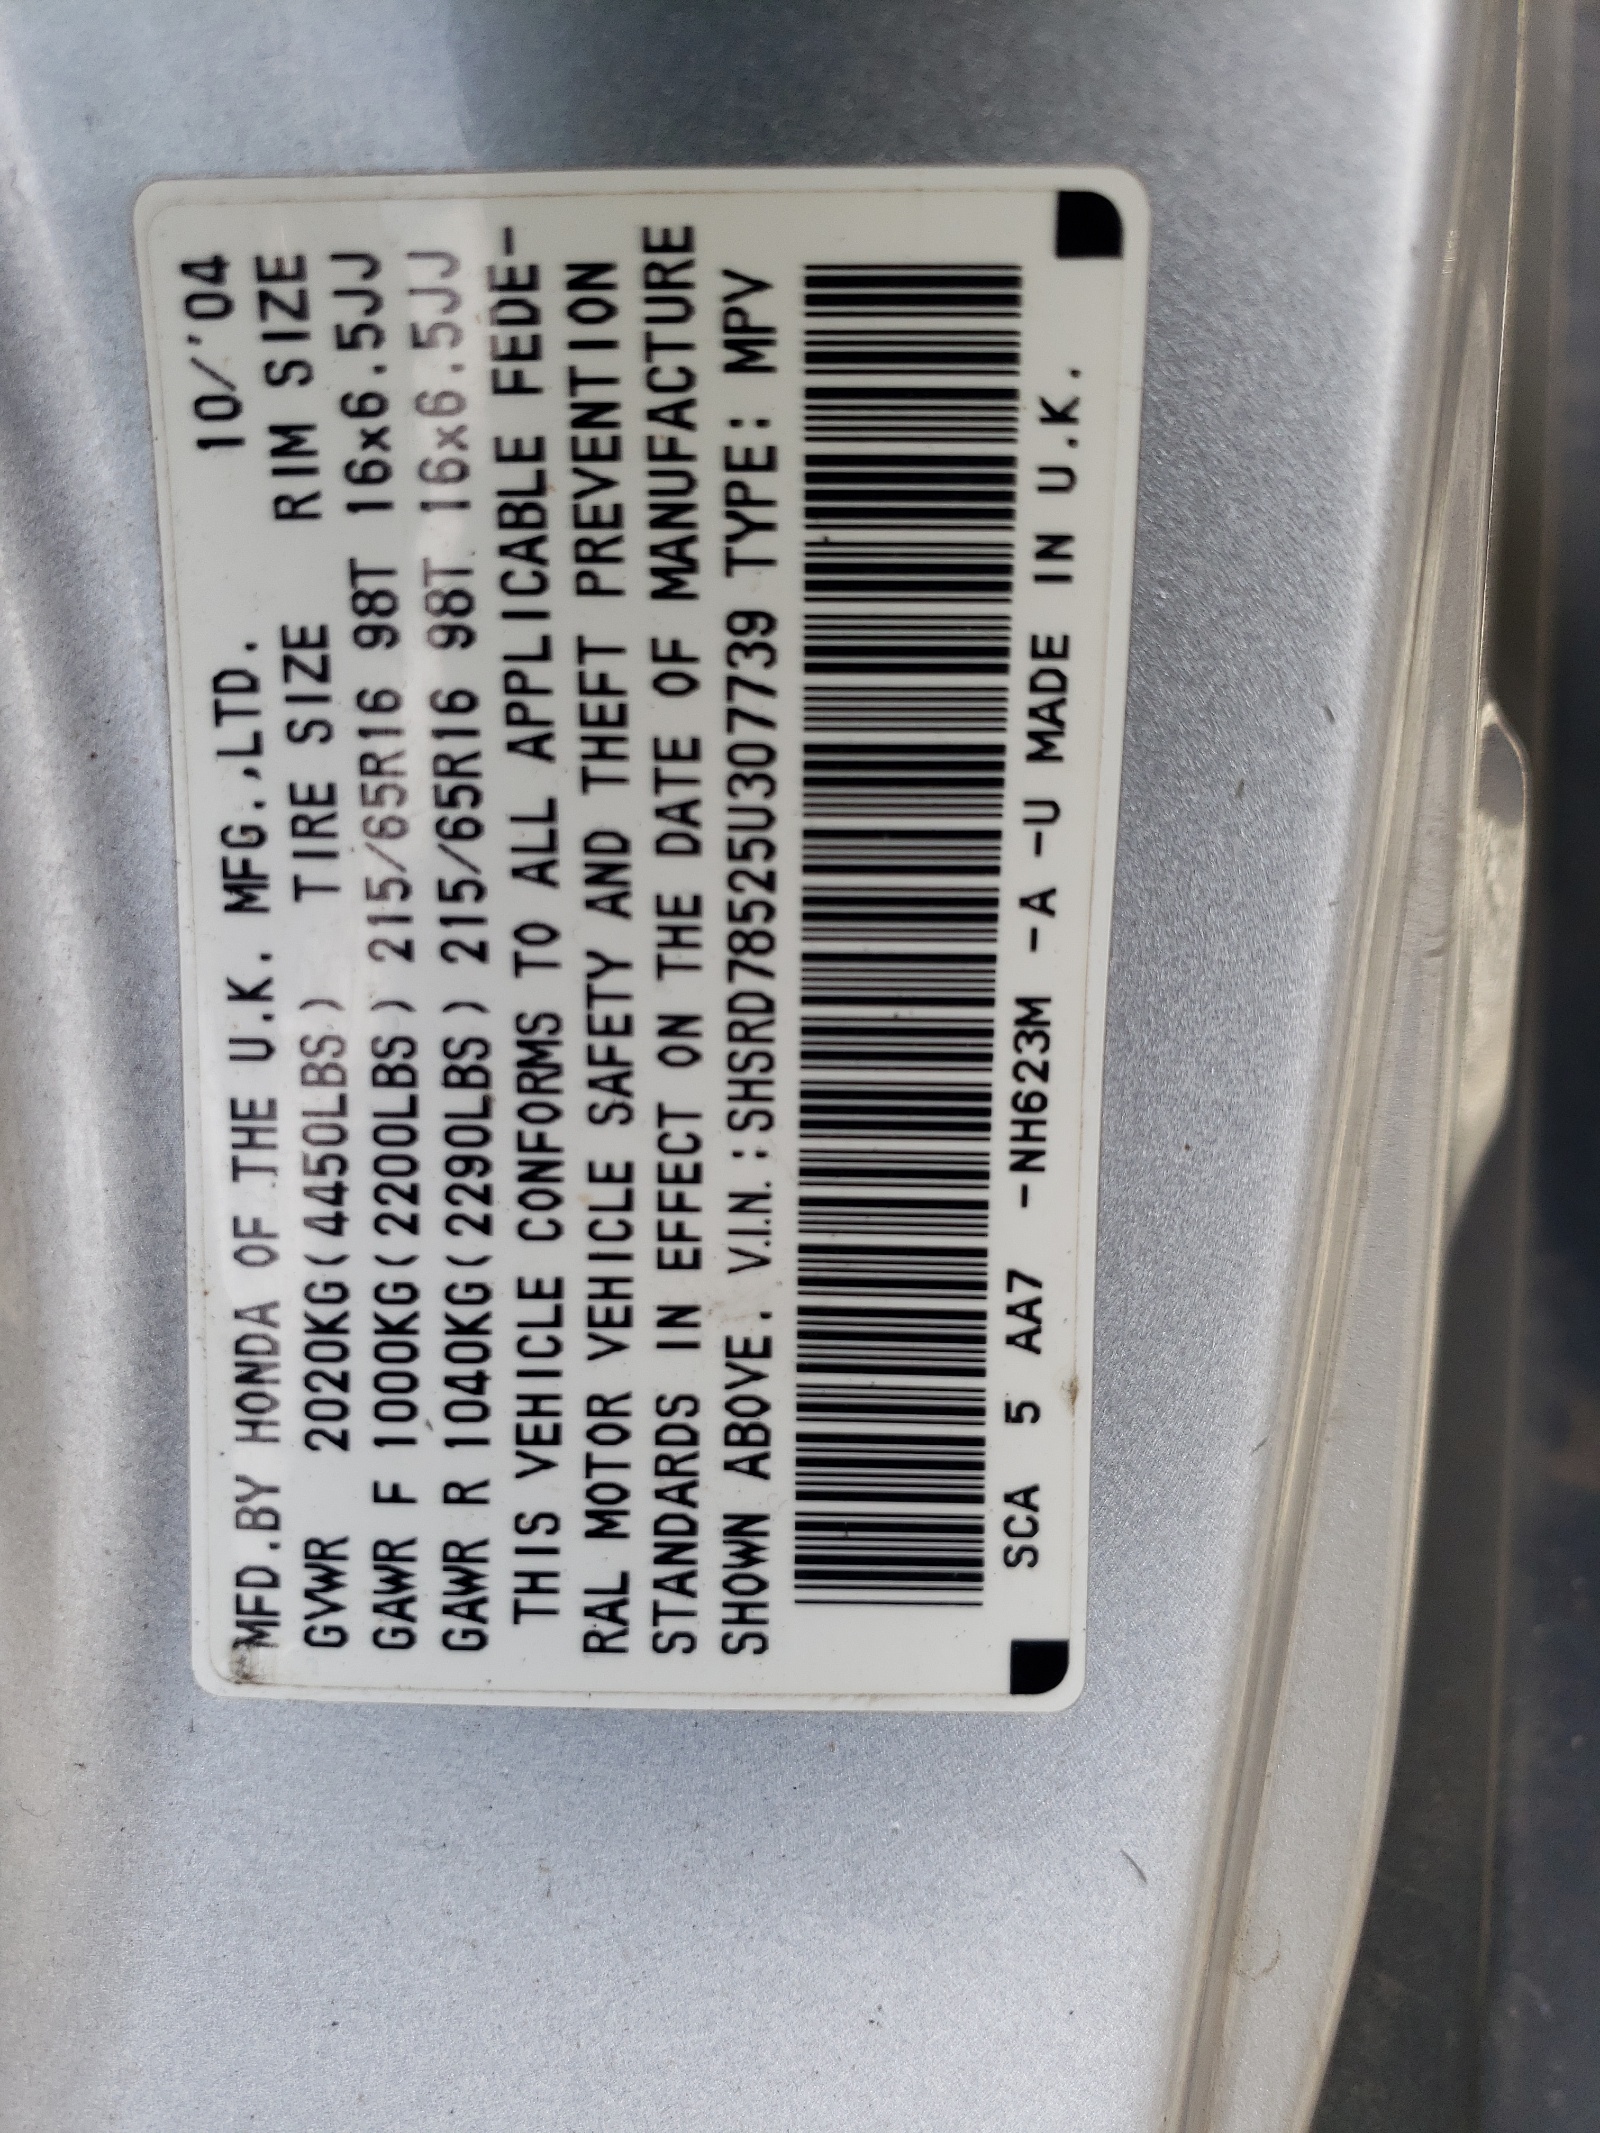 MFD.BY HONDA OF THE U.K. MFG.,LTD. 10/'04
GVWR 2020KG(4450LBS) TIRE SIZE RIM SIZE
GAWR F 1000KG(2200LBS) 215/65R16 98T 16x6.5JJ
GAWR R 1040KG(2290LBS) 215/65R16 98T 16x6.5JJ
THIS VEHICLE CONFORMS TO ALL APPLICABLE FEDE-
RAL MOTOR VEHICLE SAFETY AND THEFT PREVENTION
STANDARDS IN EFFECT ON THE DATE OF MANUFACTURE
SHOWN ABOVE. V.I.N.:SHSRD78525U307739 TYPE: MPV
SCA 5 AA7 -NH623M -A -U MADE IN U.K.